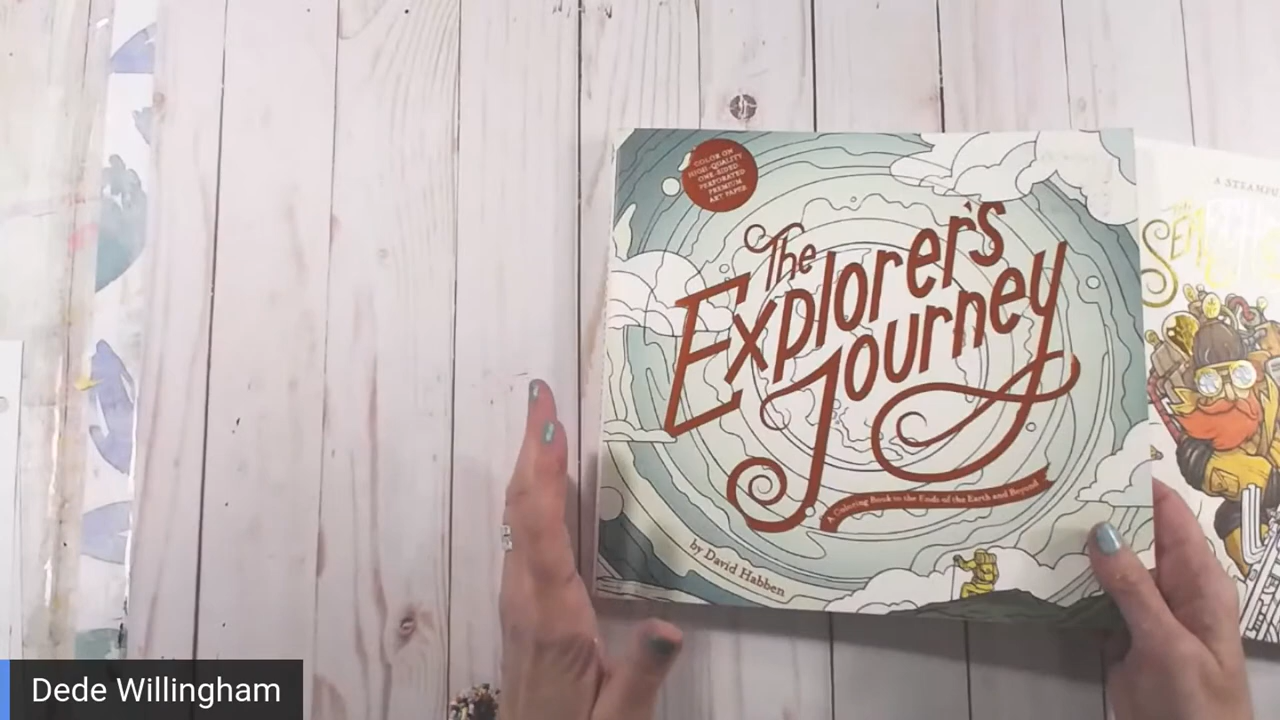 COLOR ON
HIGH-QUALITY
ONE-SIDED
PERFORATED
PREMIUM
ART PAPER
The
Explorer's
Journey
A Coloring Book to the Ends of the Earth and Beyond
by David Habben
A STEAMPU
Dede Willingham